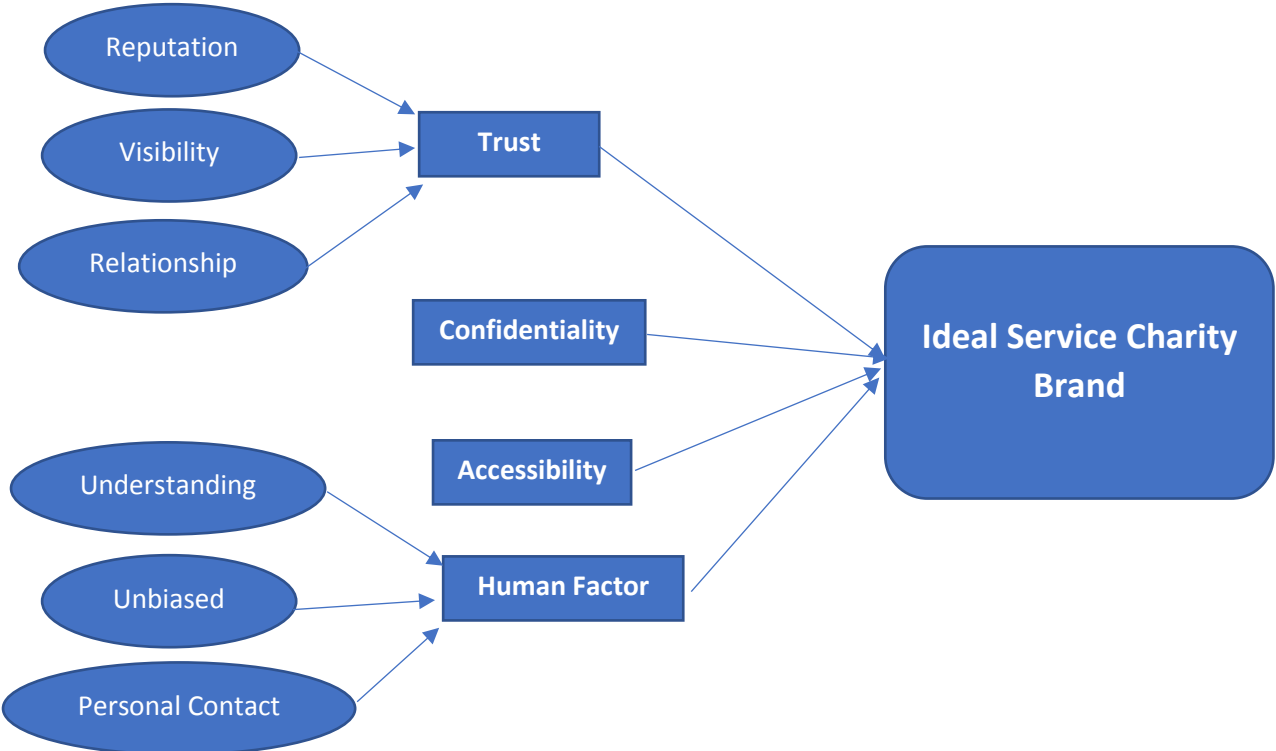 Reputation
Visibility
Relationship
Trust
Confidentiality
Accessibility
Understanding
Unbiased
Personal Contact
Human Factor
Ideal Service Charity
Brand